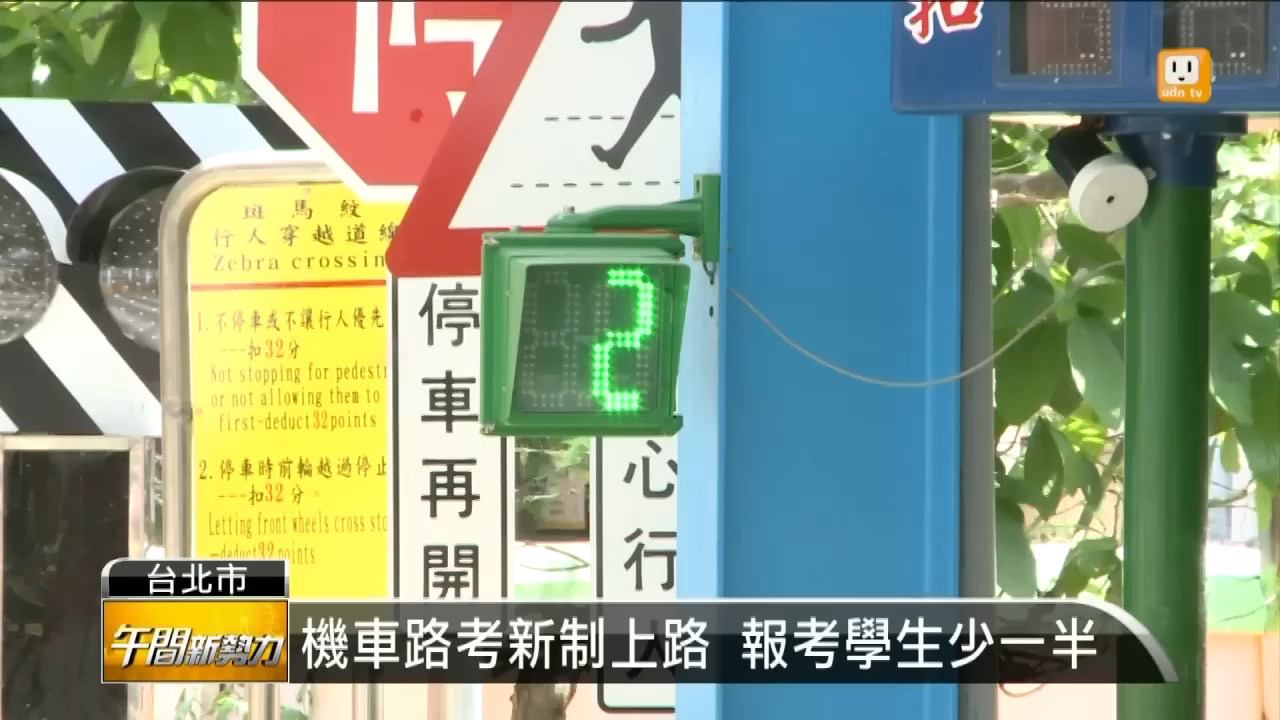 扣
udn tv
斑馬紋
行人穿越道線
Zebra crossin
1.不停車或不讓行人優先
---扣32分
Not stopping for pedestr
or not allowing them to
first-deduct32points
2.停車時前輪越過停止
---扣32分。
Letting front wheels cross sto
—deduct32points
停車再開
2
心行人
台北市
午間新勢力
機車路考新制上路 報考學生少一半